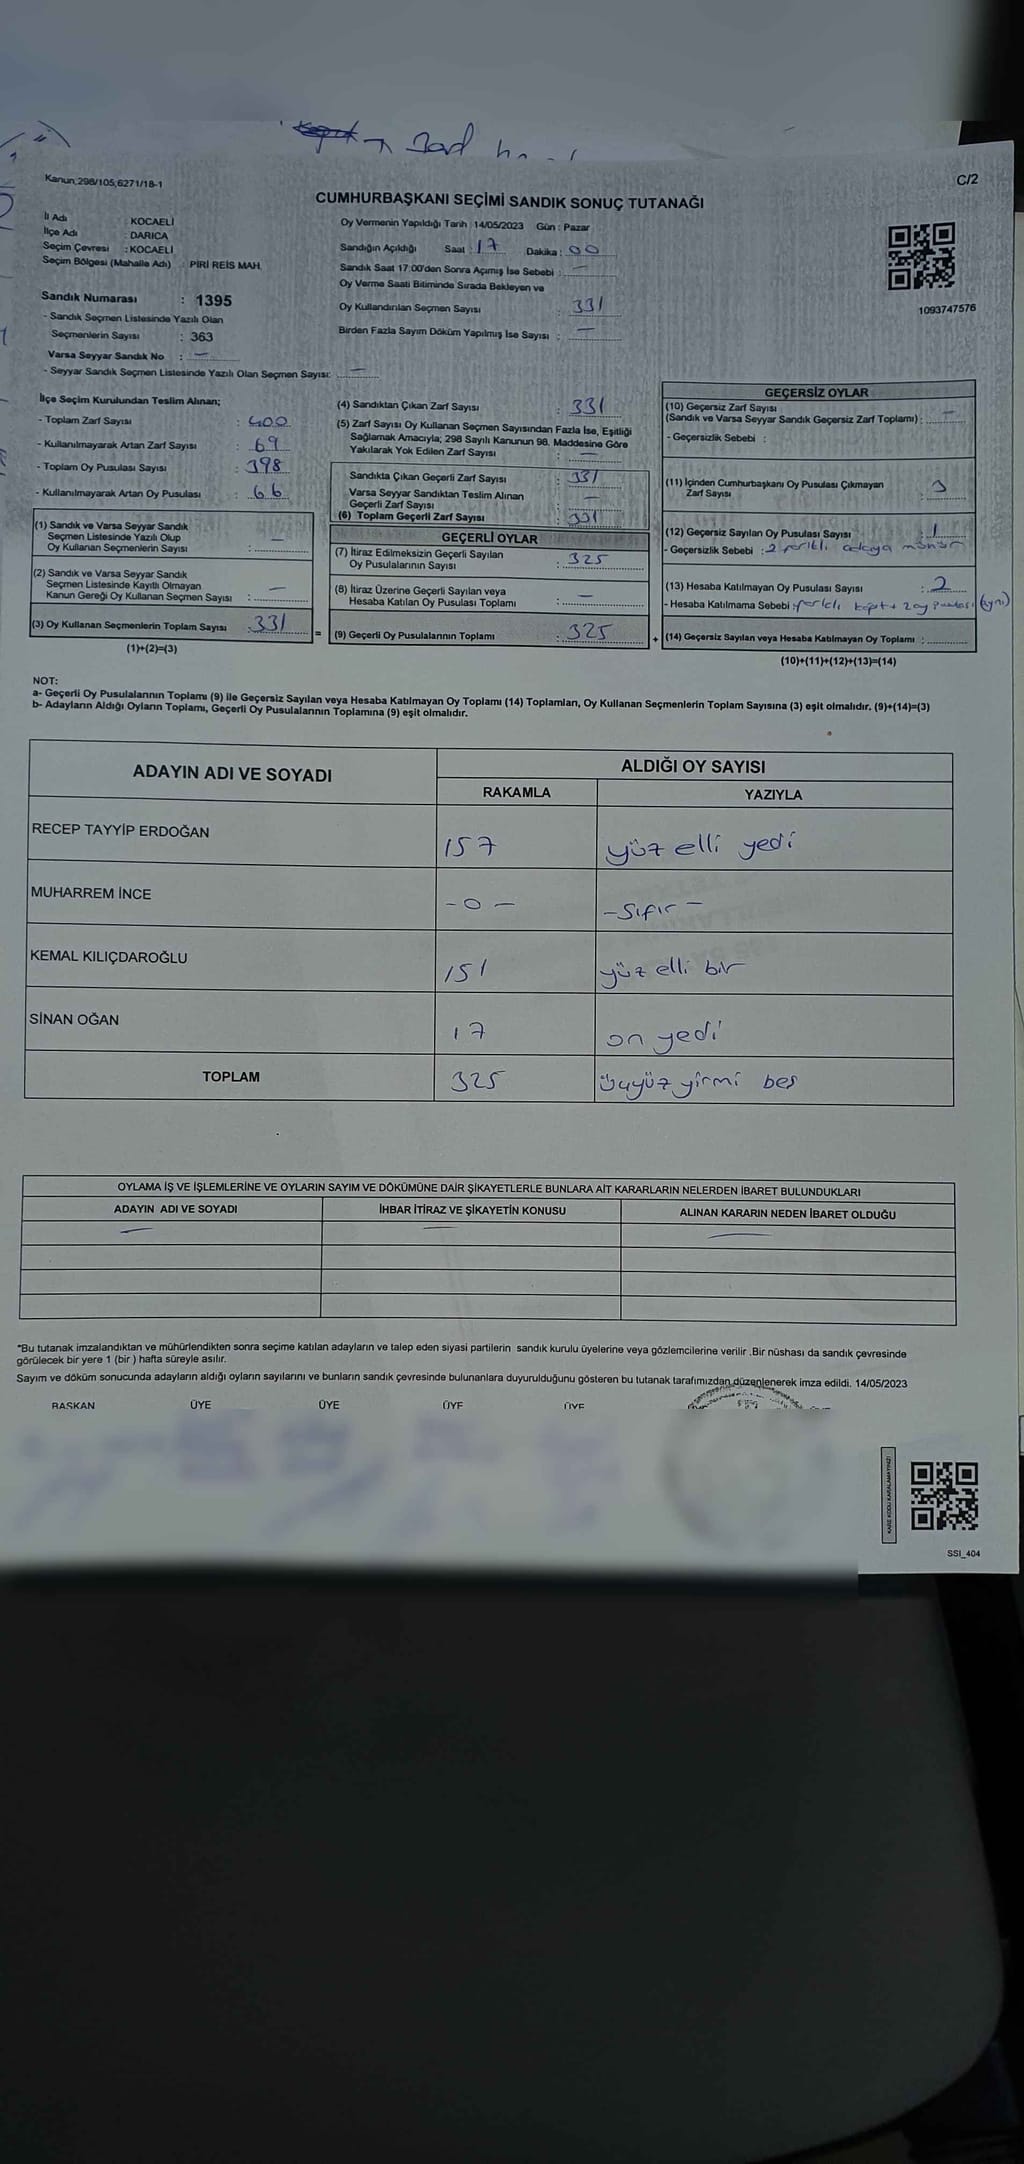 Kanun;298/105;6271/18-1
C/2
CUMHURBAŞKANI SEÇİMİ SANDIK SONUÇ TUTANAĞI
İl Adı : KOCAELİ
İlçe Adı : DARICA
Seçim Çevresi : KOCAELİ
Seçim Bölgesi (Mahalle Adı) : PİRİ REİS MAH.
Sandık Numarası : 1395
- Sandık Seçmen Listesinde Yazılı Olan
Seçmenlerin Sayısı : 363
Varsa Seyyar Sandık No : —
- Seyyar Sandık Seçmen Listesinde Yazılı Olan Seçmen Sayısı: —
Oy Vermenin Yapıldığı Tarih : 14/05/2023 Gün : Pazar
Sandığın Açıldığı Saat : 17 Dakika : 00
Sandık Saat 17:00'den Sonra Açımış İse Sebebi : —
Oy Verme Saati Bitiminde Sırada Bekleyen ve
Oy Kullandırılan Seçmen Sayısı : 331
Birden Fazla Sayım Döküm Yapılmış İse Sayısı : —
1093747576
İlçe Seçim Kurulundan Teslim Alınan;
- Toplam Zarf Sayısı : 400
- Kullanılmayarak Artan Zarf Sayısı : 69
- Toplam Oy Pusulası Sayısı : 398
- Kullanılmayarak Artan Oy Pusulası : 66
(1) Sandık ve Varsa Seyyar Sandık
Seçmen Listesinde Yazılı Olup
Oy Kullanan Seçmenlerin Sayısı : —
(2) Sandık ve Varsa Seyyar Sandık
Seçmen Listesinde Kayıtlı Olmayan
Kanun Gereği Oy Kullanan Seçmen Sayısı : —
(3) Oy Kullanan Seçmenlerin Toplam Sayısı : 331
(1)+(2)=(3)
=
(4) Sandıktan Çıkan Zarf Sayısı : 331
(5) Zarf Sayısı Oy Kullanan Seçmen Sayısından Fazla İse, Eşitliği
Sağlamak Amacıyla; 298 Sayılı Kanunun 98. Maddesine Göre
Yakılarak Yok Edilen Zarf Sayısı : —
Sandıkta Çıkan Geçerli Zarf Sayısı : 331
Varsa Seyyar Sandıktan Teslim Alınan
Geçerli Zarf Sayısı : —
(6) Toplam Geçerli Zarf Sayısı : 331
GEÇERLİ OYLAR
(7) İtiraz Edilmeksizin Geçerli Sayılan
Oy Pusulalarının Sayısı : 325
(8) İtiraz Üzerine Geçerli Sayılan veya
Hesaba Katılan Oy Pusulası Toplamı : —
(9) Geçerli Oy Pusulalarının Toplamı : 325
+
GEÇERSİZ OYLAR
(10) Geçersiz Zarf Sayısı
(Sandık ve Varsa Seyyar Sandık Geçersiz Zarf Toplamı) : —
- Geçersizlik Sebebi :
(11) İçinden Cumhurbaşkanı Oy Pusulası Çıkmayan
Zarf Sayısı : 3
(12) Geçersiz Sayılan Oy Pusulası Sayısı : 1
- Geçersizlik Sebebi : 2 farklı adaya mühür
(13) Hesaba Katılmayan Oy Pusulası Sayısı : 2
- Hesaba Katılmama Sebebi : oy pusulası (aynı)
(14) Geçersiz Sayılan veya Hesaba Katılmayan Oy Toplamı :
(10)+(11)+(12)+(13)=(14)
NOT:
a- Geçerli Oy Pusulalarının Toplamı (9) ile Geçersiz Sayılan veya Hesaba Katılmayan Oy Toplamı (14) Toplamları, Oy Kullanan Seçmenlerin Toplam Sayısına (3) eşit olmalıdır. (9)+(14)=(3)
b- Adayların Aldığı Oyların Toplamı, Geçerli Oy Pusulalarının Toplamına (9) eşit olmalıdır.
ADAYIN ADI VE SOYADI ALDIĞI OY SAYISI
RAKAMLA YAZIYLA
RECEP TAYYİP ERDOĞAN 157 yüz elli yedi
MUHARREM İNCE - 0 - - Sıfır -
KEMAL KILIÇDAROĞLU 151 yüz elli bir
SİNAN OĞAN 17 on yedi
TOPLAM 325 üçyüz yirmi beş
OYLAMA İŞ VE İŞLEMLERİNE VE OYLARIN SAYIM VE DÖKÜMÜNE DAİR ŞİKAYETLERLE BUNLARA AİT KARARLARIN NELERDEN İBARET BULUNDUKLARI
ADAYIN ADI VE SOYADI İHBAR İTİRAZ VE ŞİKAYETİN KONUSU ALINAN KARARIN NEDEN İBARET OLDUĞU
— — —
*Bu tutanak imzalandıktan ve mühürlendikten sonra seçime katılan adayların ve talep eden siyasi partilerin sandık kurulu üyelerine veya gözlemcilerine verilir .Bir nüshası da sandık çevresinde
görülecek bir yere 1 (bir ) hafta süreyle asılır.
Sayım ve döküm sonucunda adayların aldığı oyların sayılarını ve bunların sandık çevresinde bulunanlara duyurulduğunu gösteren bu tutanak tarafımızdan düzenlenerek imza edildi. 14/05/2023
BAŞKAN ÜYE ÜYE ÜYE ÜYE
KARE KODU KARALAMAYINIZ!
SSI_404